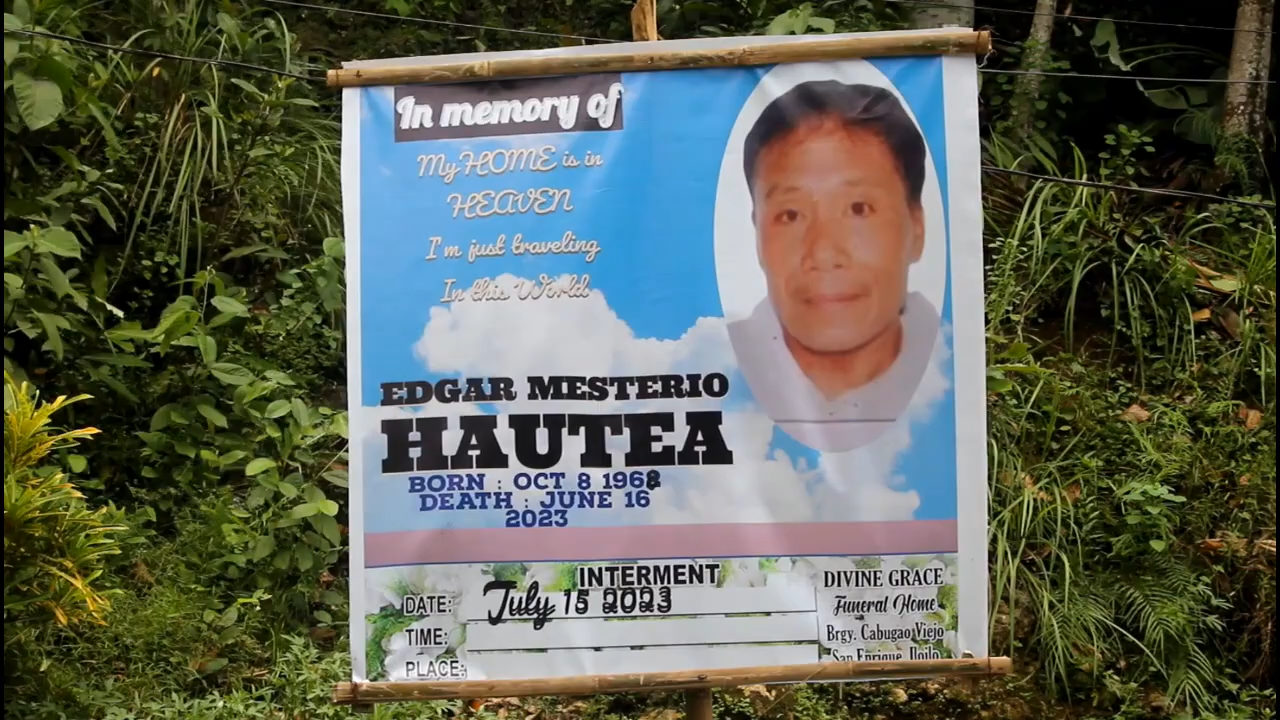 In memory of
My HOME is in
HEAVEN
I'm just traveling
In this World
EDGAR MESTERIO
HAUTEA
BORN : OCT 8 1968
DEATH : JUNE 16
2023
INTERMENT
DATE: July 15 2023
TIME:
PLACE:
DIVINE GRACE
Funeral Home
Brgy. Cabugao Viejo
San Enrique, Iloilo